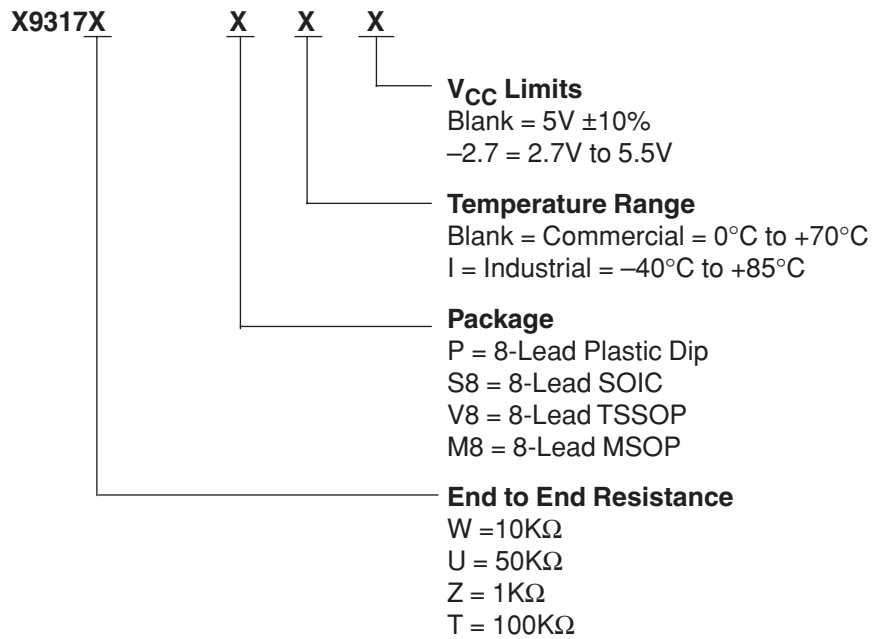 X9317X X X X
V_CC Limits
Blank = 5V ±10%
–2.7 = 2.7V to 5.5V
Temperature Range
Blank = Commercial = 0°C to +70°C
I = Industrial = –40°C to +85°C
Package
P = 8-Lead Plastic Dip
S8 = 8-Lead SOIC
V8 = 8-Lead TSSOP
M8 = 8-Lead MSOP
End to End Resistance
W =10KΩ
U = 50KΩ
Z = 1KΩ
T = 100KΩ